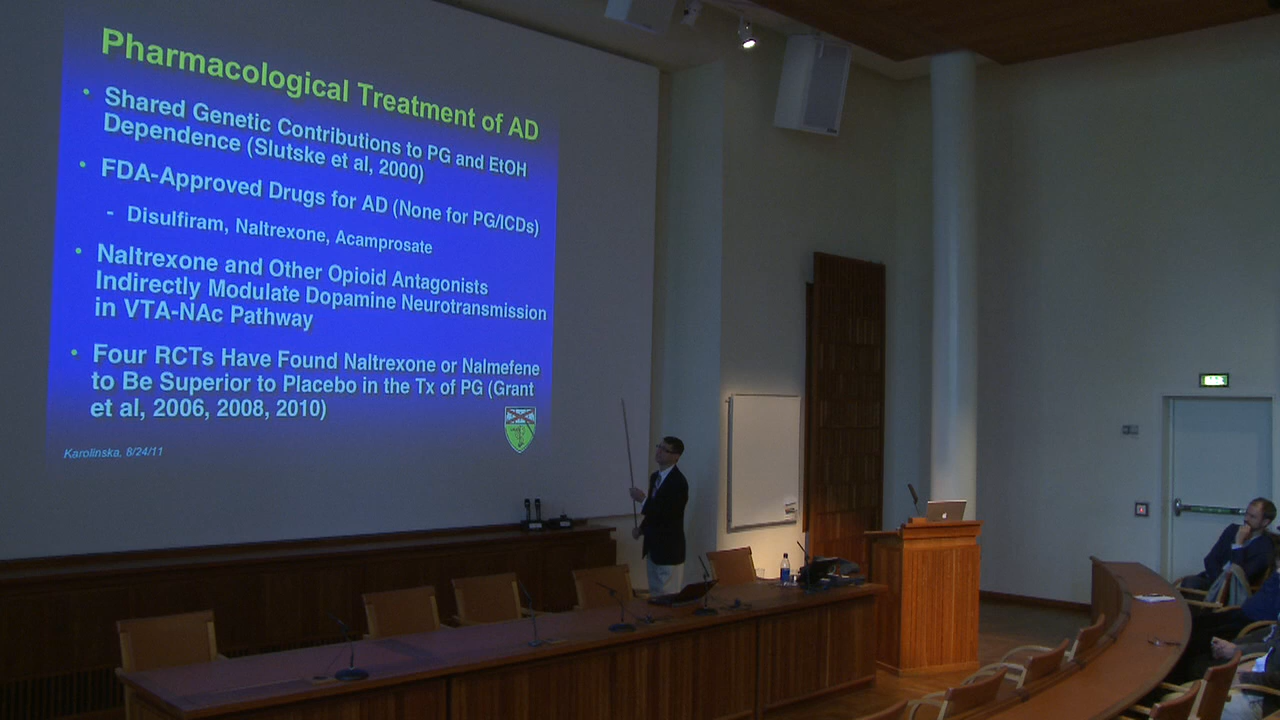 Pharmacological Treatment of AD
• Shared Genetic Contributions to PG and EtOH
Dependence (Slutske et al, 2000)
• FDA-Approved Drugs for AD (None for PG/ICDs)
- Disulfiram, Naltrexone, Acamprosate
• Naltrexone and Other Opioid Antagonists
Indirectly Modulate Dopamine Neurotransmission
in VTA-NAc Pathway
• Four RCTs Have Found Naltrexone or Nalmefene
to Be Superior to Placebo in the Tx of PG (Grant
et al, 2006, 2008, 2010)
Karolinska, 8/24/11